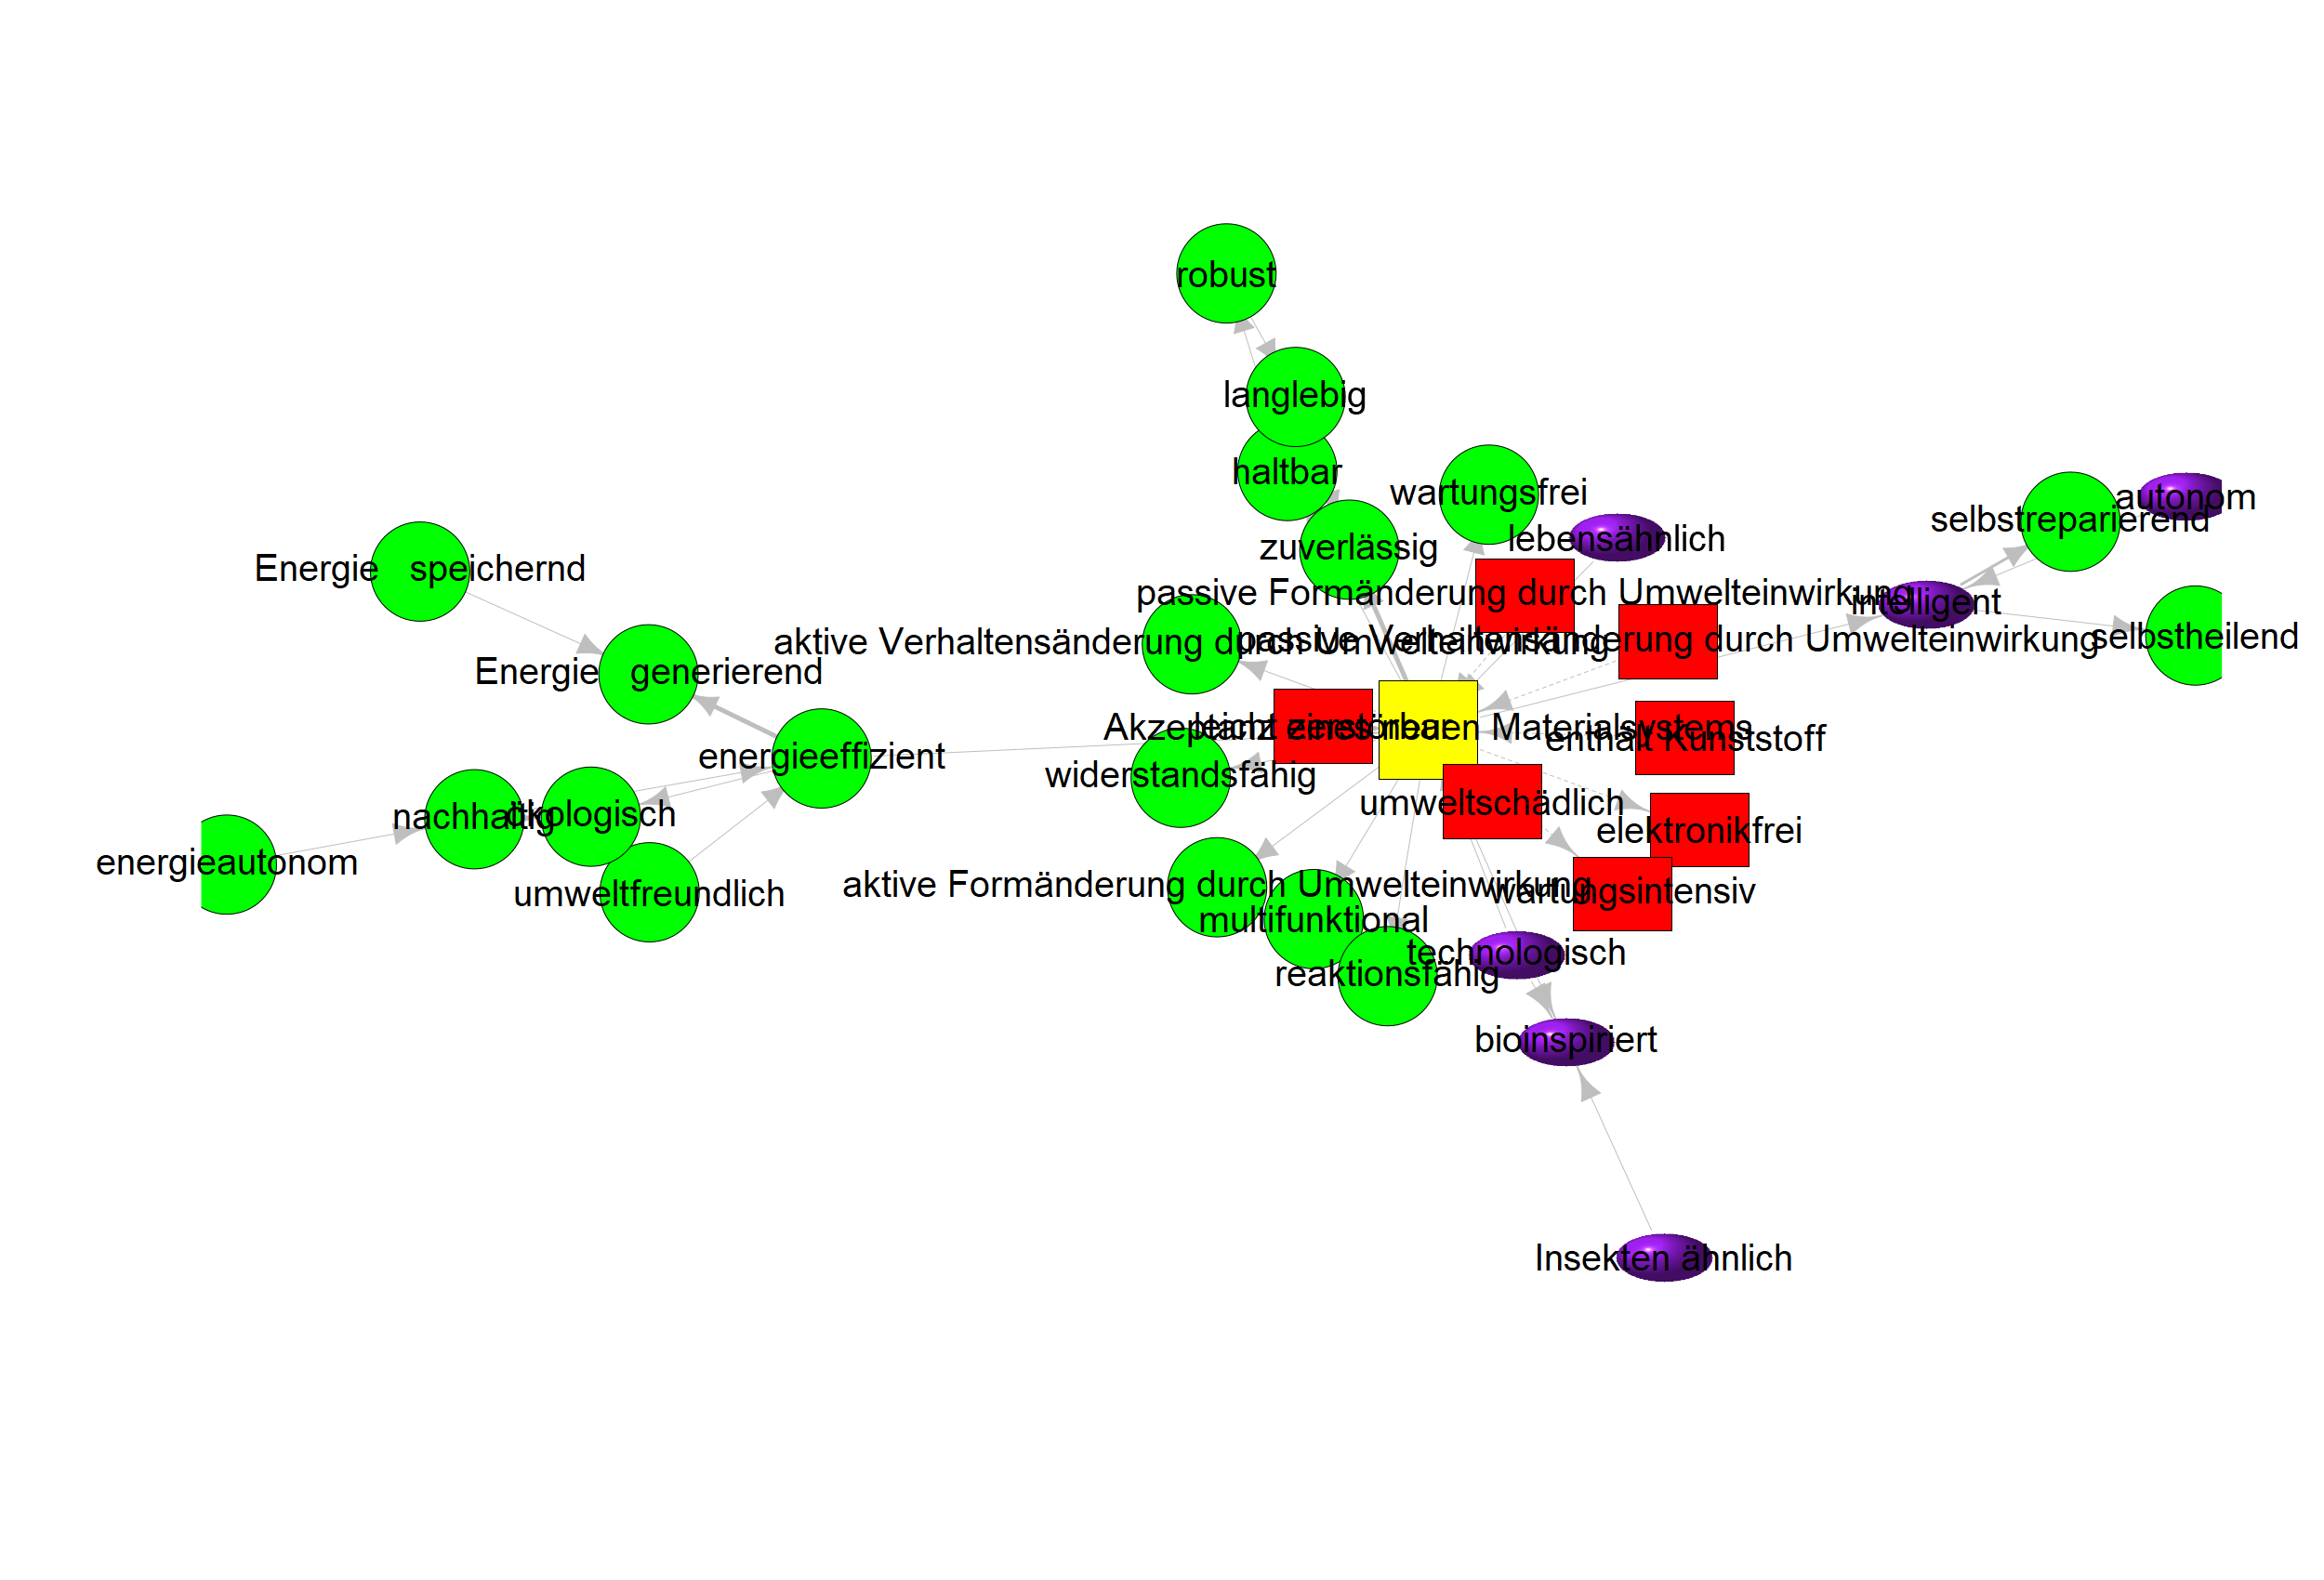 robust
langlebig
haltbar
wartungsfrei
autonom
selbstreparierend
lebensähnlich
zuverlässig
Energie speichernd
passive Formänderung durch Umwelteinwirkung
intelligent
aktive Verhaltensänderung durch Umwelteinwirkung
passive Verhaltensänderung durch Umwelteinwirkung
selbstheilend
Energie generierend
Akzeptanz eines neuen Materialsystems
leicht zerstörbar
enthält Kunststoff
energieeffizient
widerstandsfähig
umweltschädlich
nachhaltig
ökologisch
elektronikfrei
energieautonom
aktive Formänderung durch Umwelteinwirkung
wartungsintensiv
umweltfreundlich
multifunktional
technologisch
reaktionsfähig
bioinspiriert
Insekten ähnlich